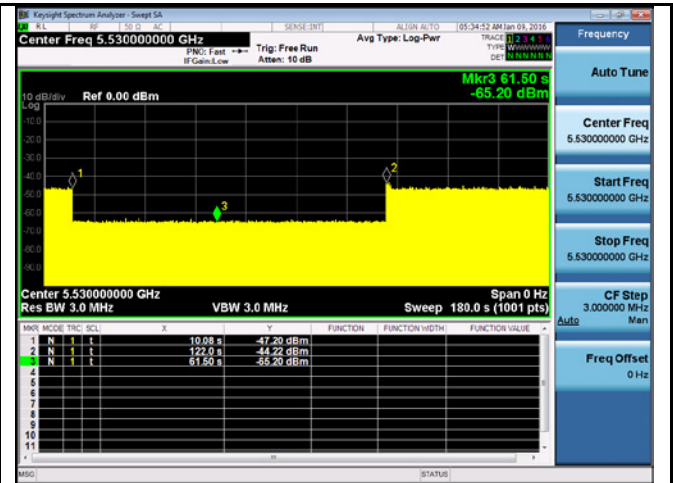 Keysight Spectrum Analyzer - Swept SA
RL RF 50 Ω AC SENSE:INT ALIGN AUTO 05:34:52 AM Jan 09, 2016
Center Freq 5.530000000 GHz
PNO: Fast
IFGain:Low
Trig: Free Run
Atten: 10 dB
Avg Type: Log-Pwr
TRACE 1 2 3 4 5 6
TYPE WWWWWW
DET N N N N N N
Frequency
Mkr3 61.50 s
-65.20 dBm
10 dB/div Ref 0.00 dBm
Log
-10.0
-20.0
-30.0
-40.0
-50.0
-60.0
-70.0
-80.0
-90.0
1
2
3
Center 5.530000000 GHz Span 0 Hz
Res BW 3.0 MHz VBW 3.0 MHz Sweep 180.0 s (1001 pts)
MKR MODE TRC SCL X Y FUNCTION FUNCTION WIDTH FUNCTION VALUE
1 N 1 t 10.08 s -47.20 dBm
2 N 1 t 122.0 s -44.22 dBm
3 N 1 t 61.50 s -65.20 dBm
4
5
6
7
8
9
10
11
MSG STATUS
Auto Tune
Center Freq
5.530000000 GHz
Start Freq
5.530000000 GHz
Stop Freq
5.530000000 GHz
CF Step
3.000000 MHz
Auto Man
Freq Offset
0 Hz